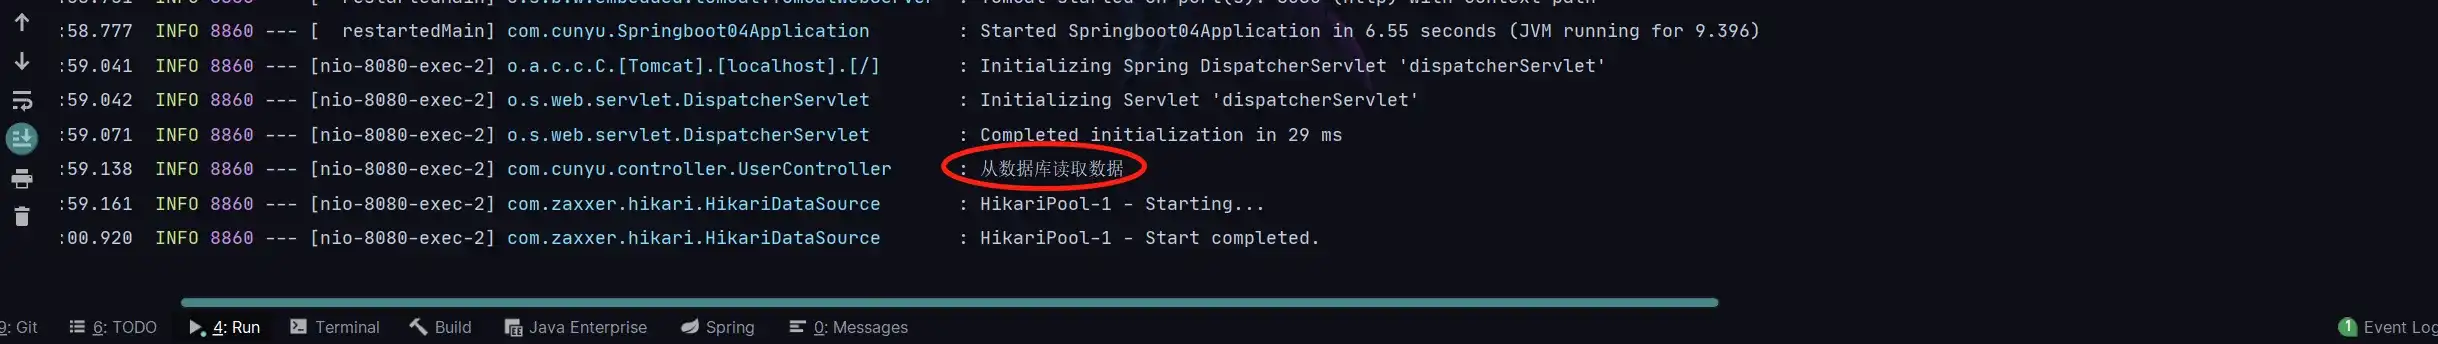 :58.777 INFO 8860 --- [  restartedMain] com.cunyu.Springboot04Application : Started Springboot04Application in 6.55 seconds (JVM running for 9.396)
:59.041 INFO 8860 --- [nio-8080-exec-2] o.a.c.c.C.[Tomcat].[localhost].[/] : Initializing Spring DispatcherServlet 'dispatcherServlet'
:59.042 INFO 8860 --- [nio-8080-exec-2] o.s.web.servlet.DispatcherServlet : Initializing Servlet 'dispatcherServlet'
:59.071 INFO 8860 --- [nio-8080-exec-2] o.s.web.servlet.DispatcherServlet : Completed initialization in 29 ms
:59.138 INFO 8860 --- [nio-8080-exec-2] com.cunyu.controller.UserController : 从数据库读取数据
:59.161 INFO 8860 --- [nio-8080-exec-2] com.zaxxer.hikari.HikariDataSource : HikariPool-1 - Starting...
:00.920 INFO 8860 --- [nio-8080-exec-2] com.zaxxer.hikari.HikariDataSource : HikariPool-1 - Start completed.
9: Git 6: TODO 4: Run Terminal Build Java Enterprise Spring 0: Messages 1 Event Log